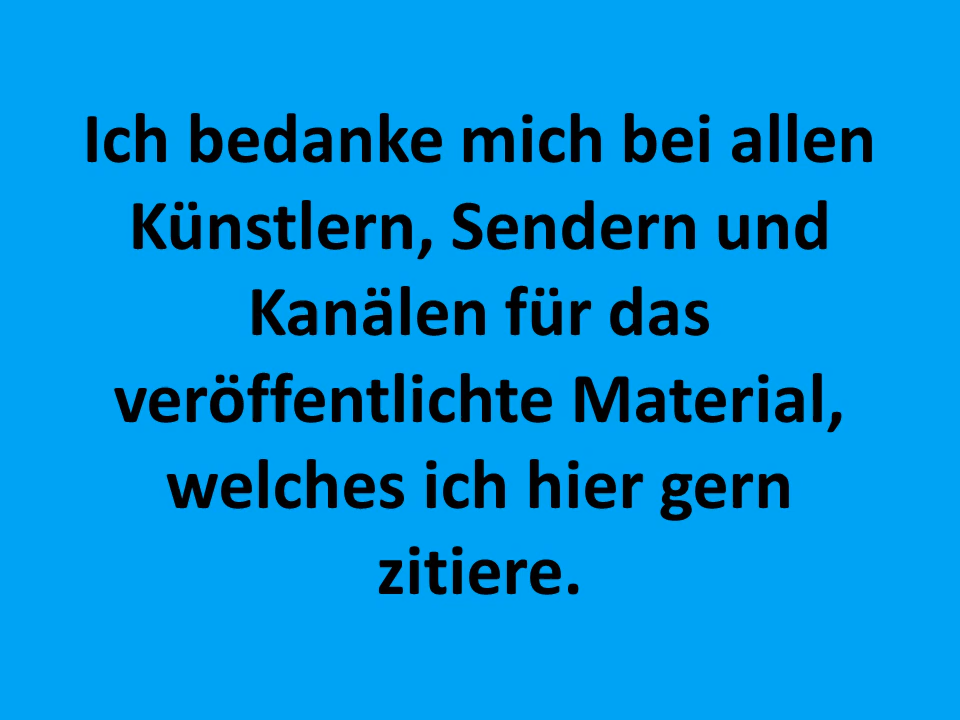 Ich bedanke mich bei allen
Künstlern, Sendern und
Kanälen für das
veröffentlichte Material,
welches ich hier gern
zitiere.